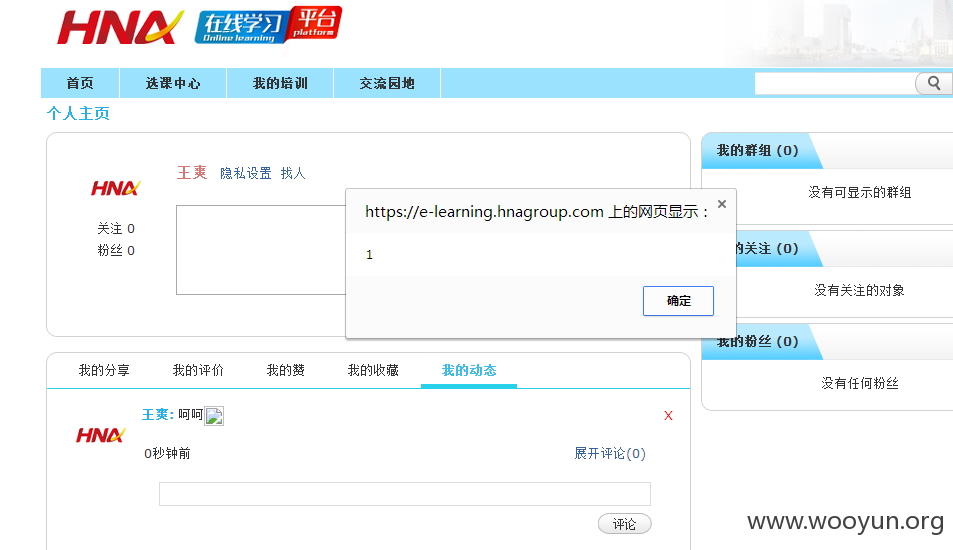 HNA 在线学习 平台
Online learning platform
首页 选课中心 我的培训 交流园地
个人主页
王爽 隐私设置 找人
HNA
关注 0
粉丝 0
https://e-learning.hnagroup.com 上的网页显示： ×
1
确定
我的群组 (0)
没有可显示的群组
的关注 (0)
没有关注的对象
我的粉丝 (0)
没有任何粉丝
我的分享 我的评价 我的赞 我的收藏 我的动态
HNA
王爽: 呵呵 X
0秒钟前 展开评论(0)
评论
www.wooyun.org